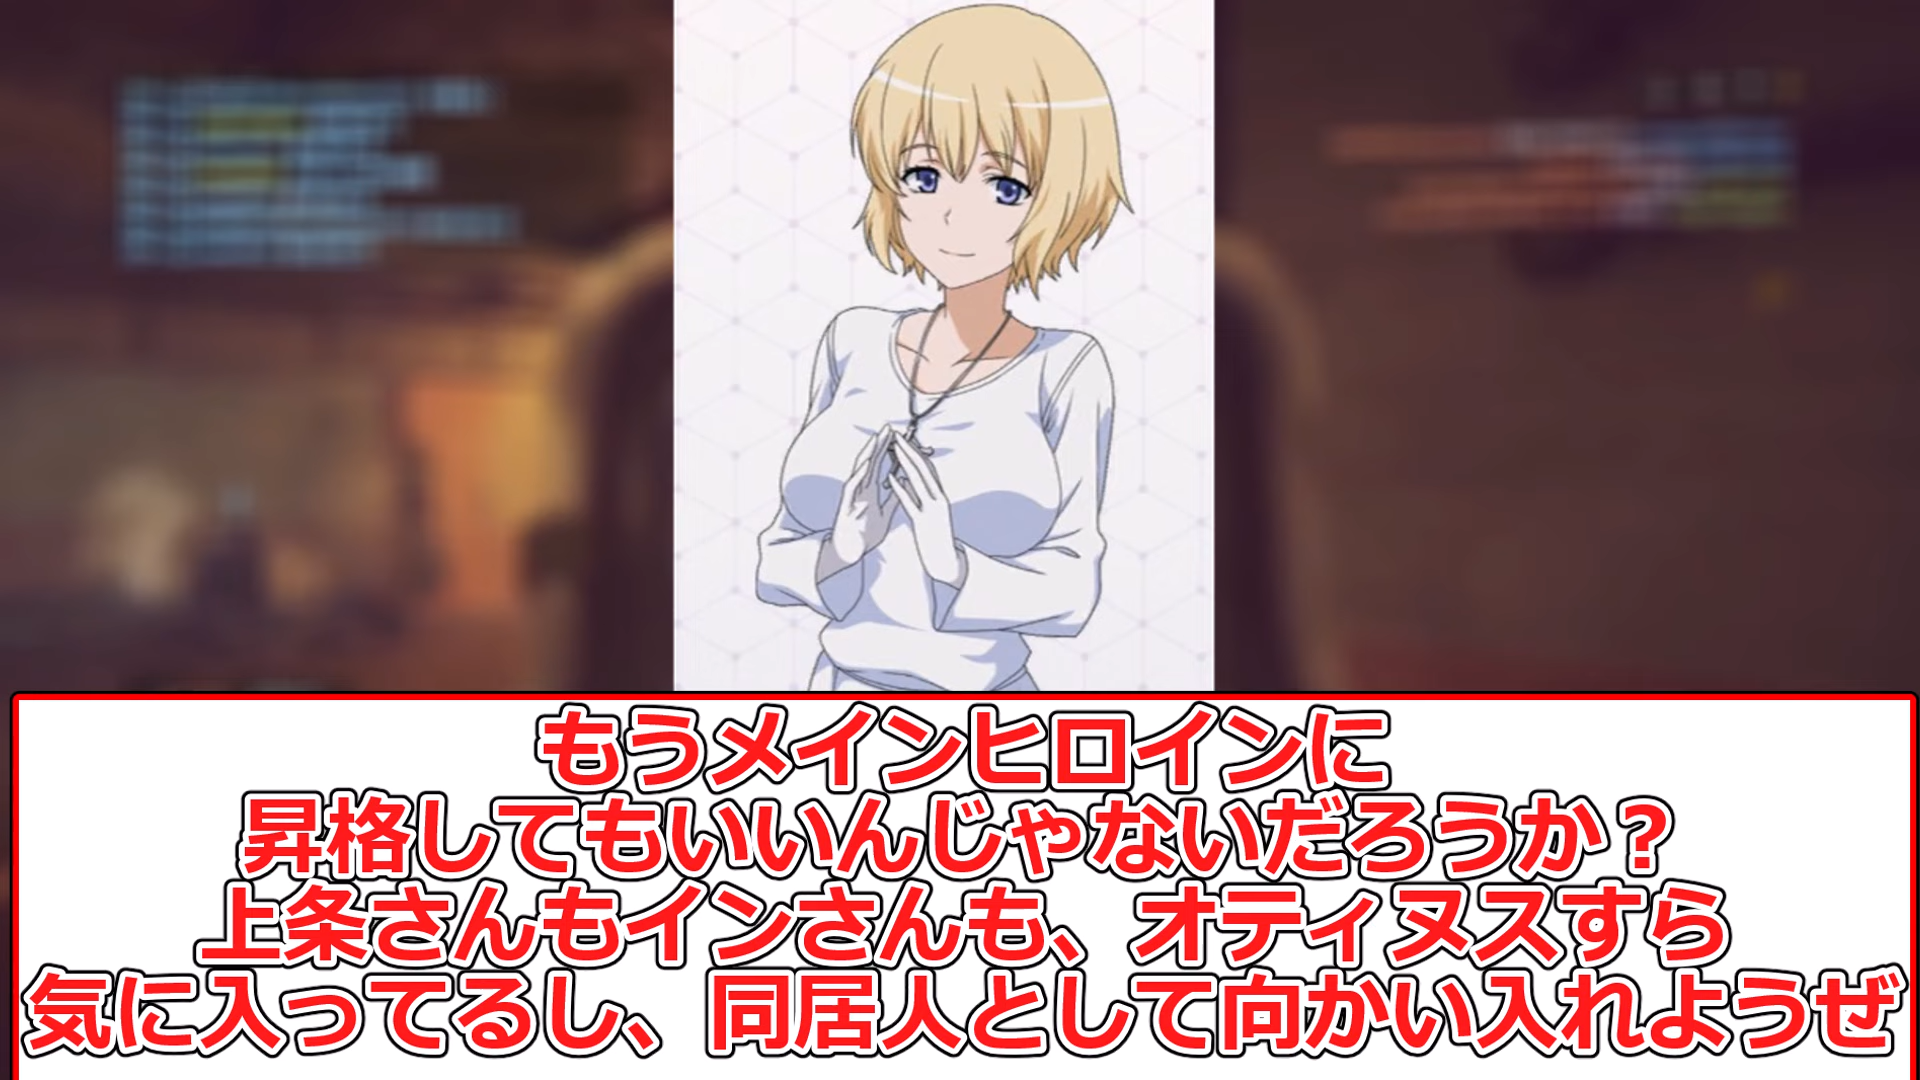 もうメインヒロインに
昇格してもいいんじゃないだろうか？
上条さんもインさんも、オティヌスすら
気に入ってるし、同居人として向かい入れようぜ